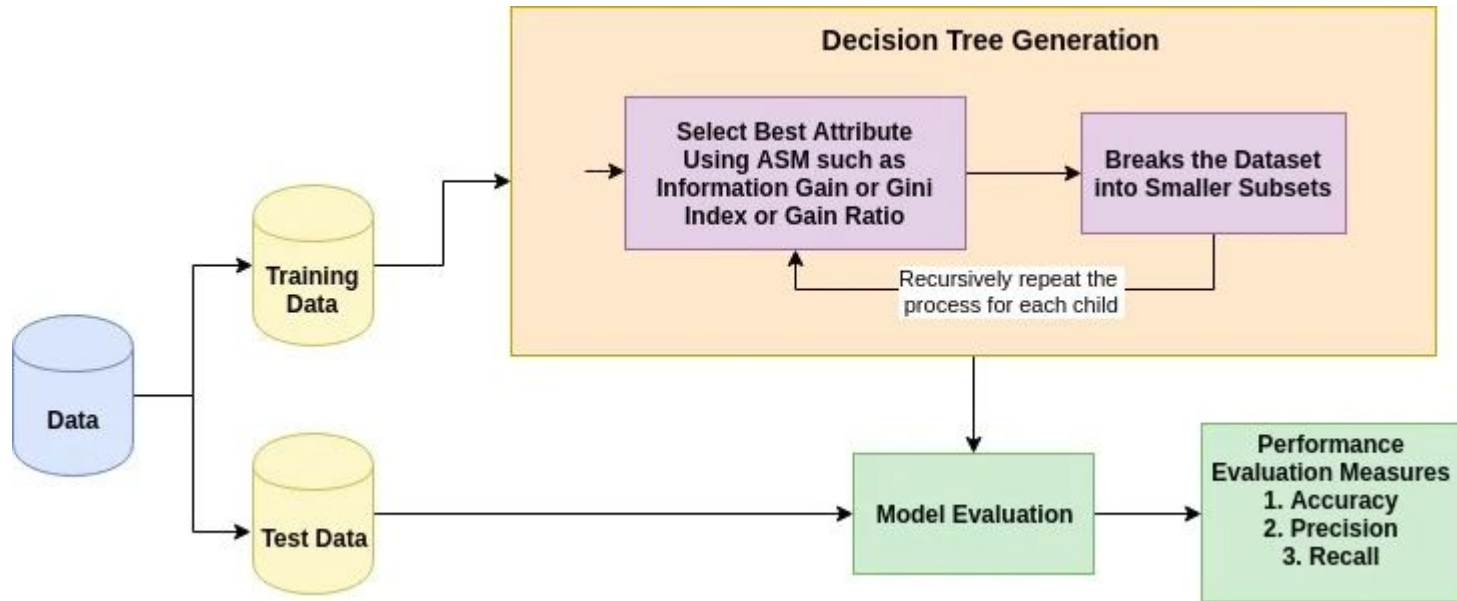 Decision Tree Generation
Select Best Attribute
Using ASM such as
Information Gain or Gini
Index or Gain Ratio
Breaks the Dataset
into Smaller Subsets
Recursively repeat the
process for each child
Training
Data
Data
Test Data
Model Evaluation
Performance
Evaluation Measures
1. Accuracy
2. Precision
3. Recall